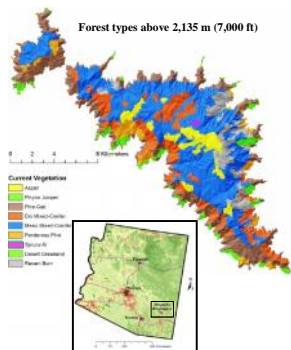 Forest types above 2,135 m (7,000 ft)
0 2 4 8 Kilometers
Current Vegetation
Aspen
Pinyon Juniper
Pine-Oak
Dry Mixed-Conifer
Mesic Mixed-Conifer
Ponderosa Pine
Spruce-fir
Desert Grassland
Recent Burn